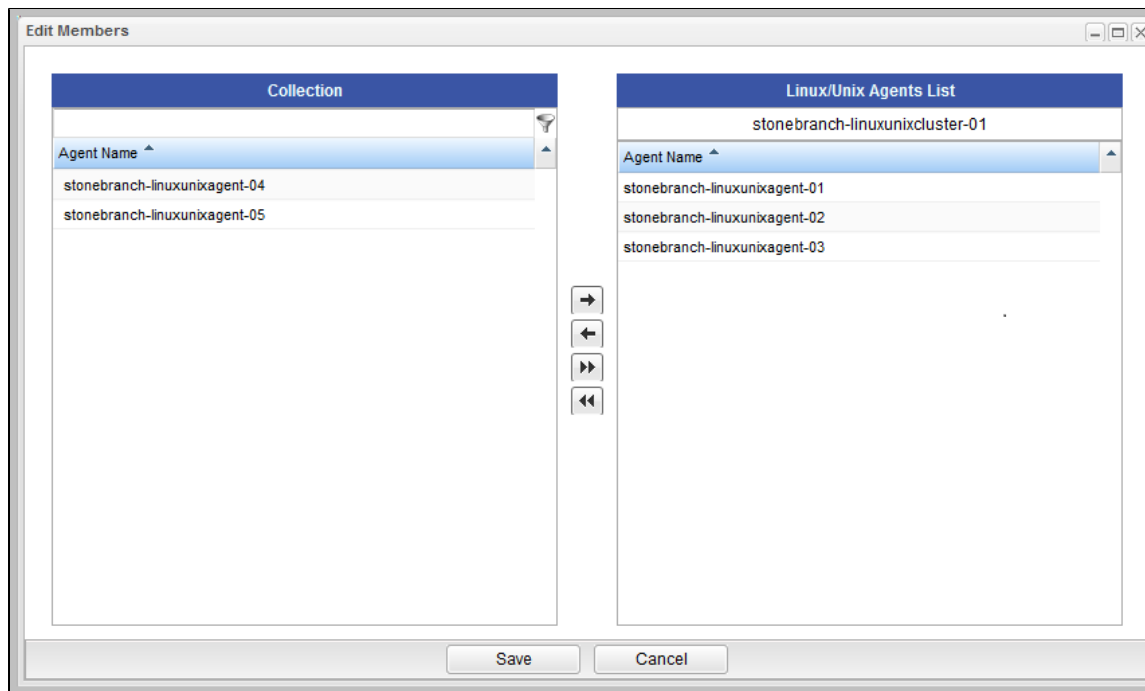 Edit Members
Collection
Agent Name
stonebranch-linuxunixagent-04
stonebranch-linuxunixagent-05
Linux/Unix Agents List
stonebranch-linuxunixcluster-01
Agent Name
stonebranch-linuxunixagent-01
stonebranch-linuxunixagent-02
stonebranch-linuxunixagent-03
Save
Cancel